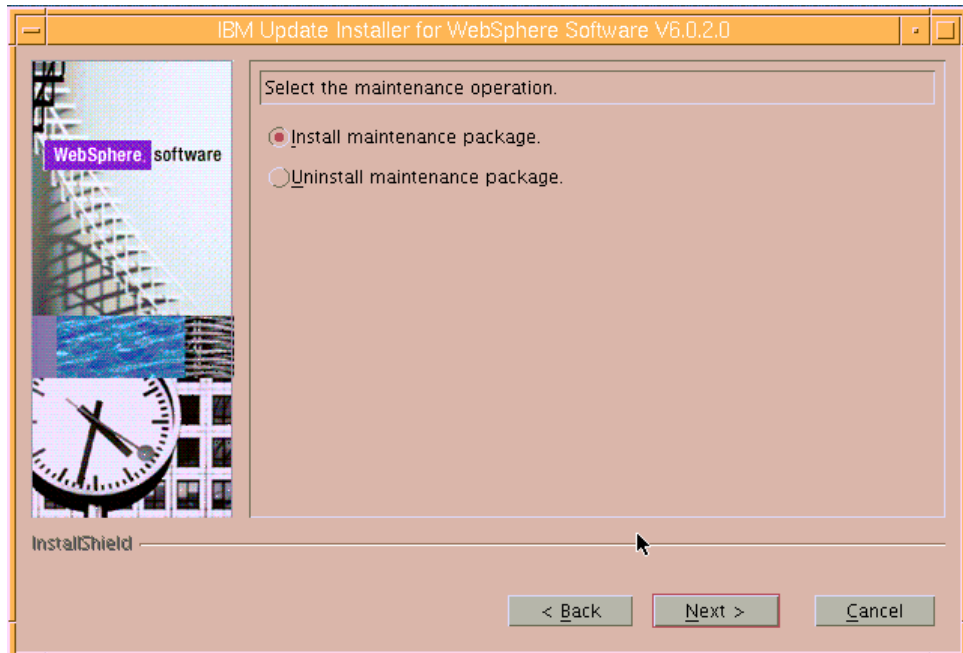 IBM Update Installer for WebSphere Software V6.0.2.0
WebSphere. software
Select the maintenance operation.
Install maintenance package.
Uninstall maintenance package.
InstallShield
< Back
Next >
Cancel